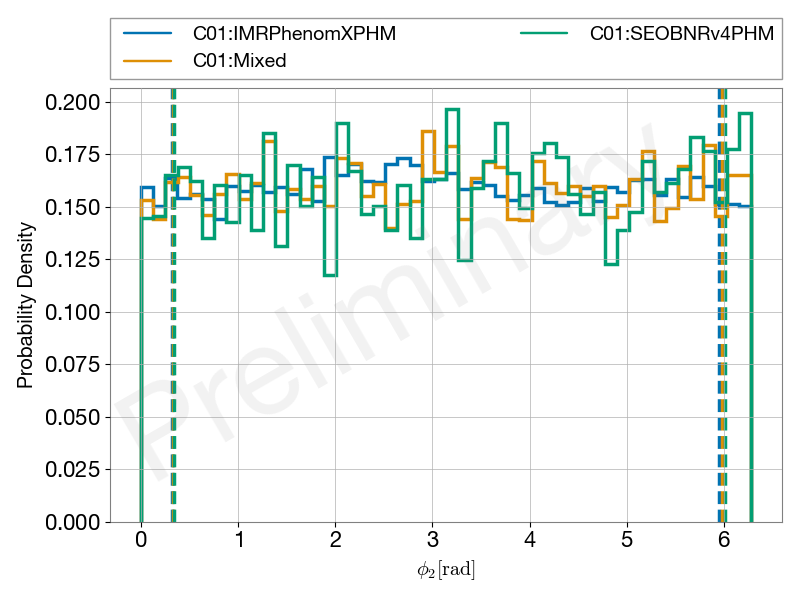 C01:IMRPhenomXPHM
C01:SEOBNRv4PHM
C01:Mixed
0.200
0.175
0.150
0.125
0.100
0.075
0.050
0.025
0.000
Probability Density
Preliminary
0 1 2 3 4 5 6
ϕ₂[rad]